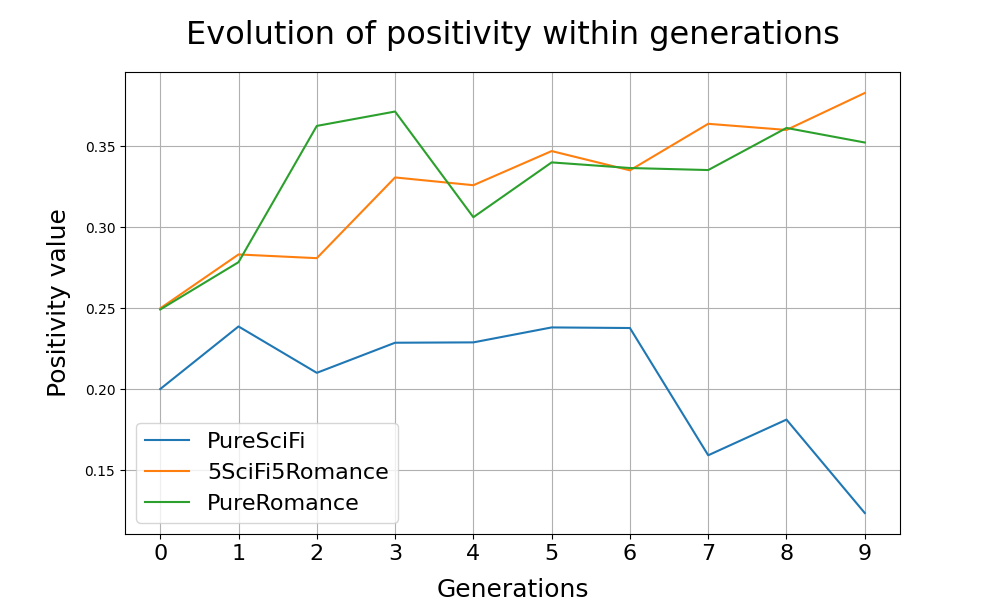 Evolution of positivity within generations
Positivity value
0.35
0.30
0.25
0.20
0.15
PureSciFi
5SciFi5Romance
PureRomance
0 1 2 3 4 5 6 7 8 9
Generations